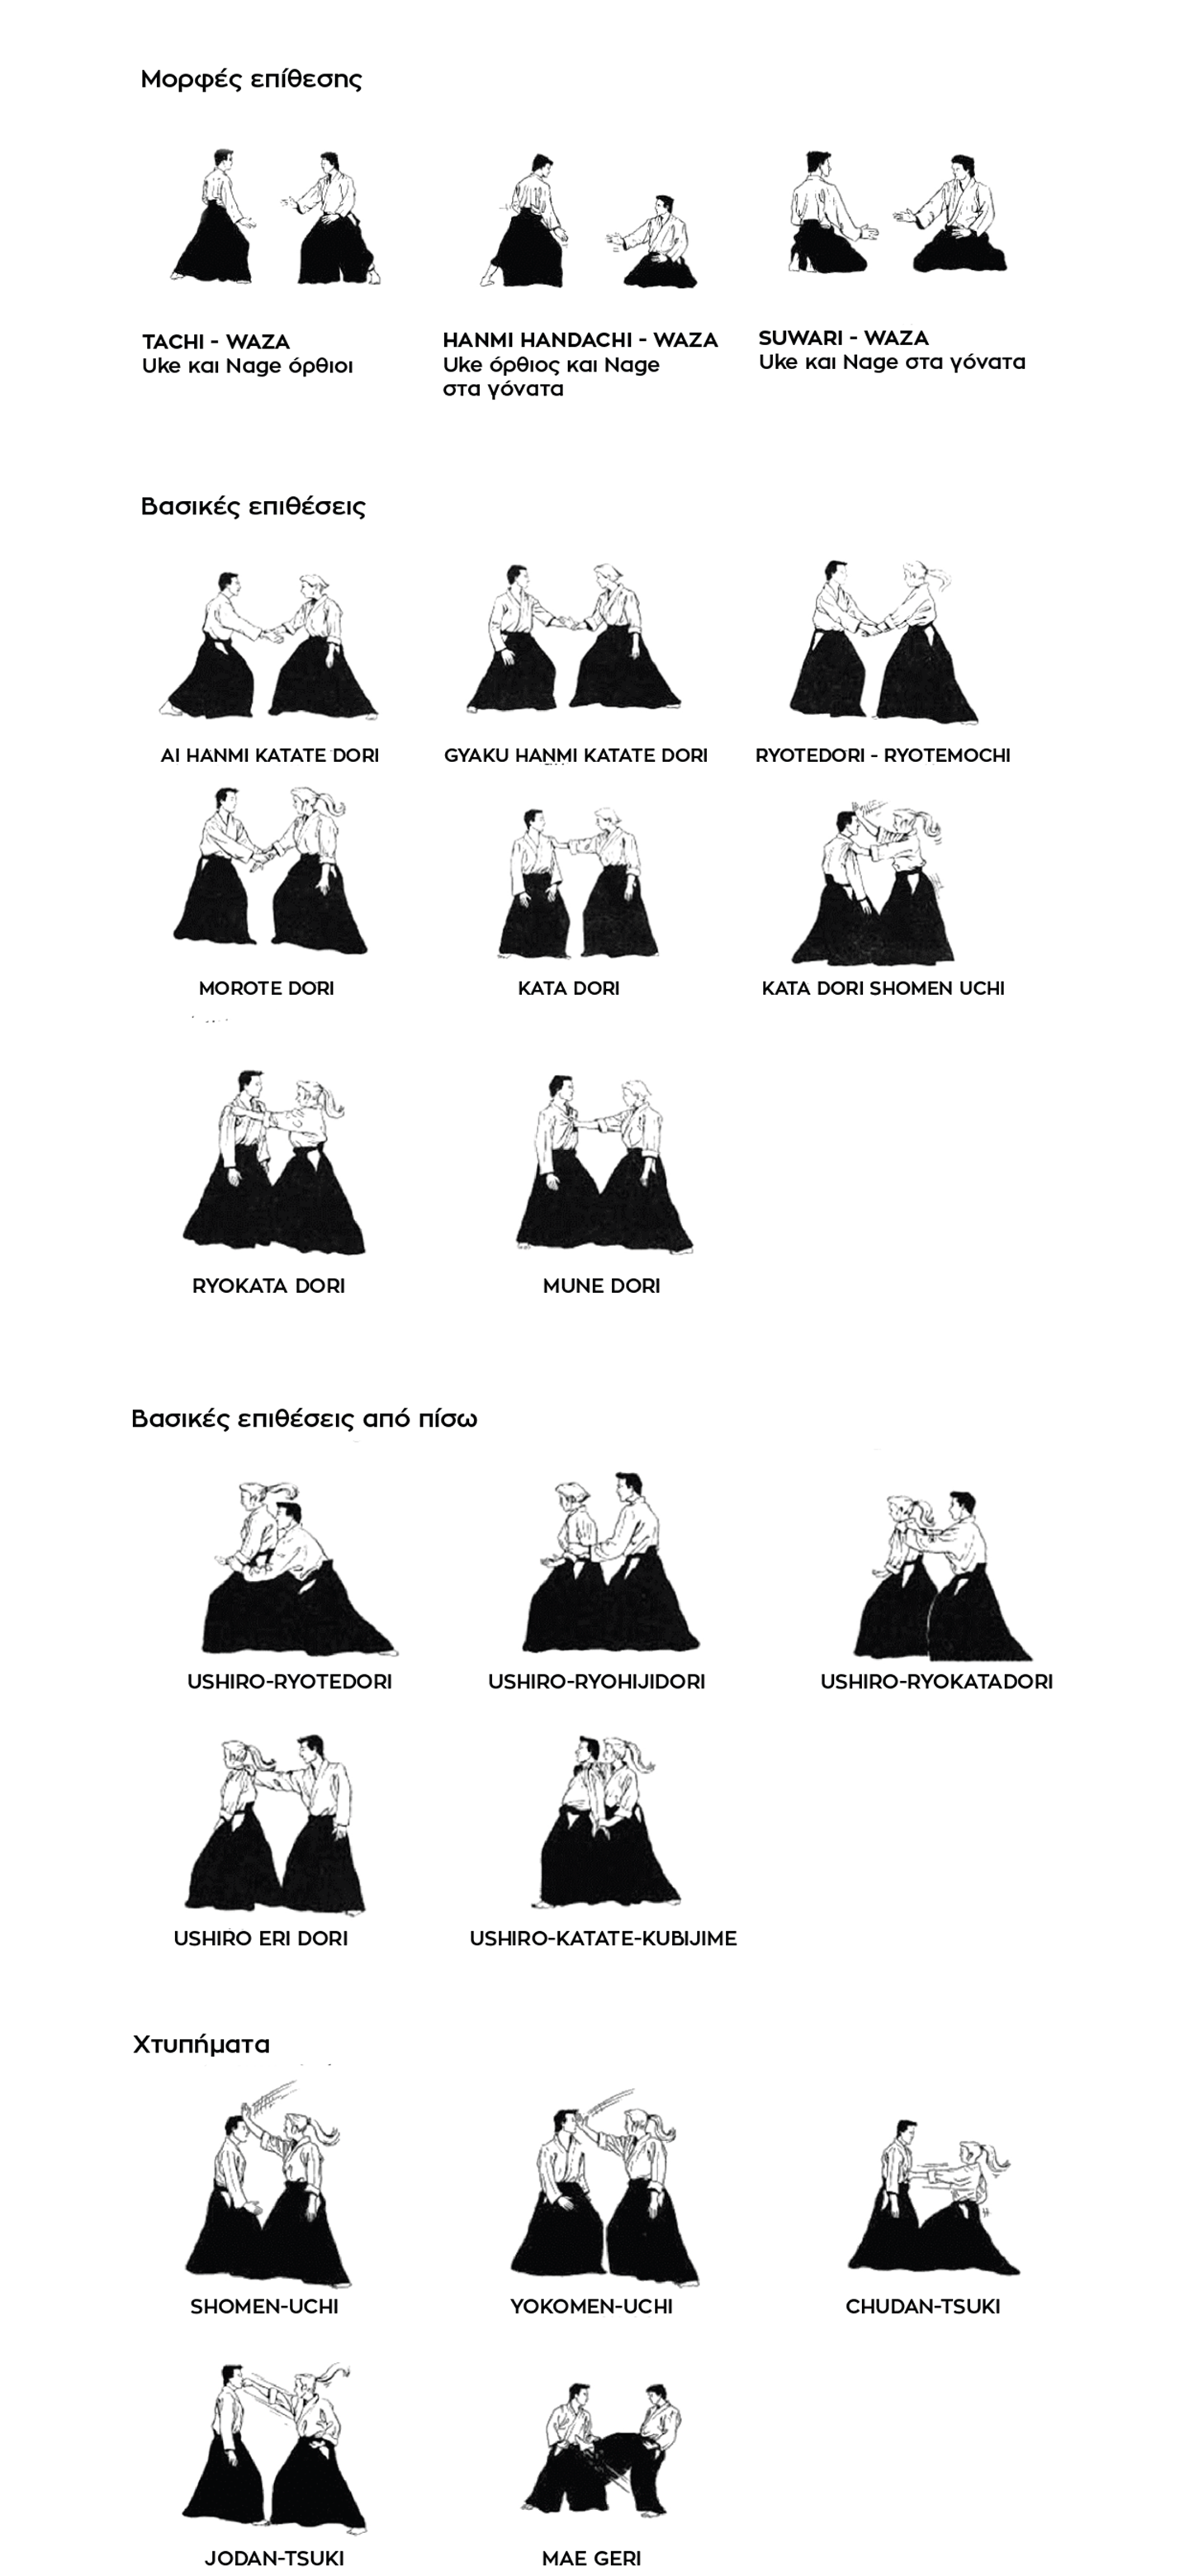 Μορφές επίθεσης
TACHI - WAZA
Uke και Nage όρθιοι
HANMI HANDACHI - WAZA
Uke όρθιος και Nage
στα γόνατα
SUWARI - WAZA
Uke και Nage στα γόνατα
Βασικές επιθέσεις
AI HANMI KATATE DORI
GYAKU HANMI KATATE DORI
RYOTEDORI - RYOTEMOCHI
MOROTE DORI
KATA DORI
KATA DORI SHOMEN UCHI
RYOKATA DORI
MUNE DORI
Βασικές επιθέσεις από πίσω
USHIRO-RYOTEDORI
USHIRO-RYOHIJIDORI
USHIRO-RYOKATADORI
USHIRO ERI DORI
USHIRO-KATATE-KUBIJIME
Χτυπήματα
SHOMEN-UCHI
YOKOMEN-UCHI
CHUDAN-TSUKI
JODAN-TSUKI
MAE GERI